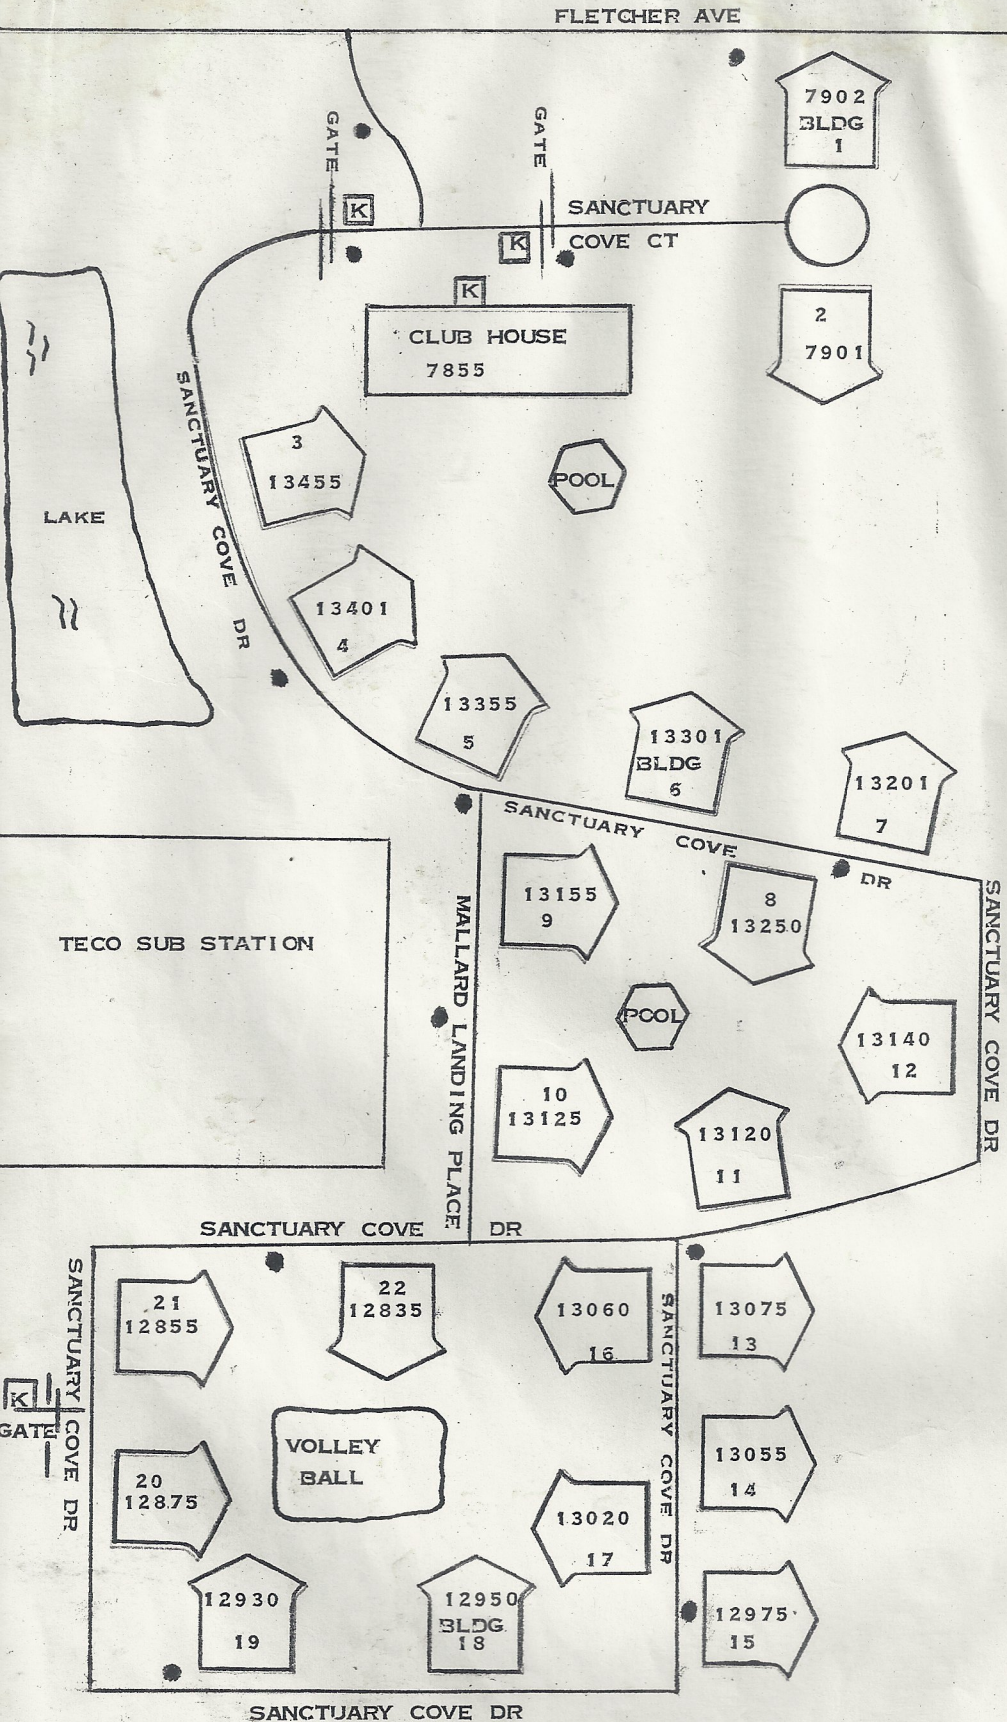 FLETCHER AVE
7902
BLDG
1
GATE
GATE
K
SANCTUARY
COVE CT
K
K
CLUB HOUSE
7855
2
7901
SANCTUARY COVE DR
3
13455
POOL
LAKE
13401
4
13355
5
13301
BLDG
6
13201
7
SANCTUARY COVE DR
13155
9
8
13250
TECO SUB STATION
MALLARD LANDING PLACE
SANCTUARY COVE DR
POOL
13140
12
10
13125
13120
11
SANCTUARY COVE DR
SANCTUARY COVE DR
21
12855
22
12835
13060
16
SANCTUARY COVE DR
13075
13
K
GATE
VOLLEY
BALL
13055
14
20
12875
13020
17
12930
19
12950
BLDG.
18
12975
15
SANCTUARY COVE DR